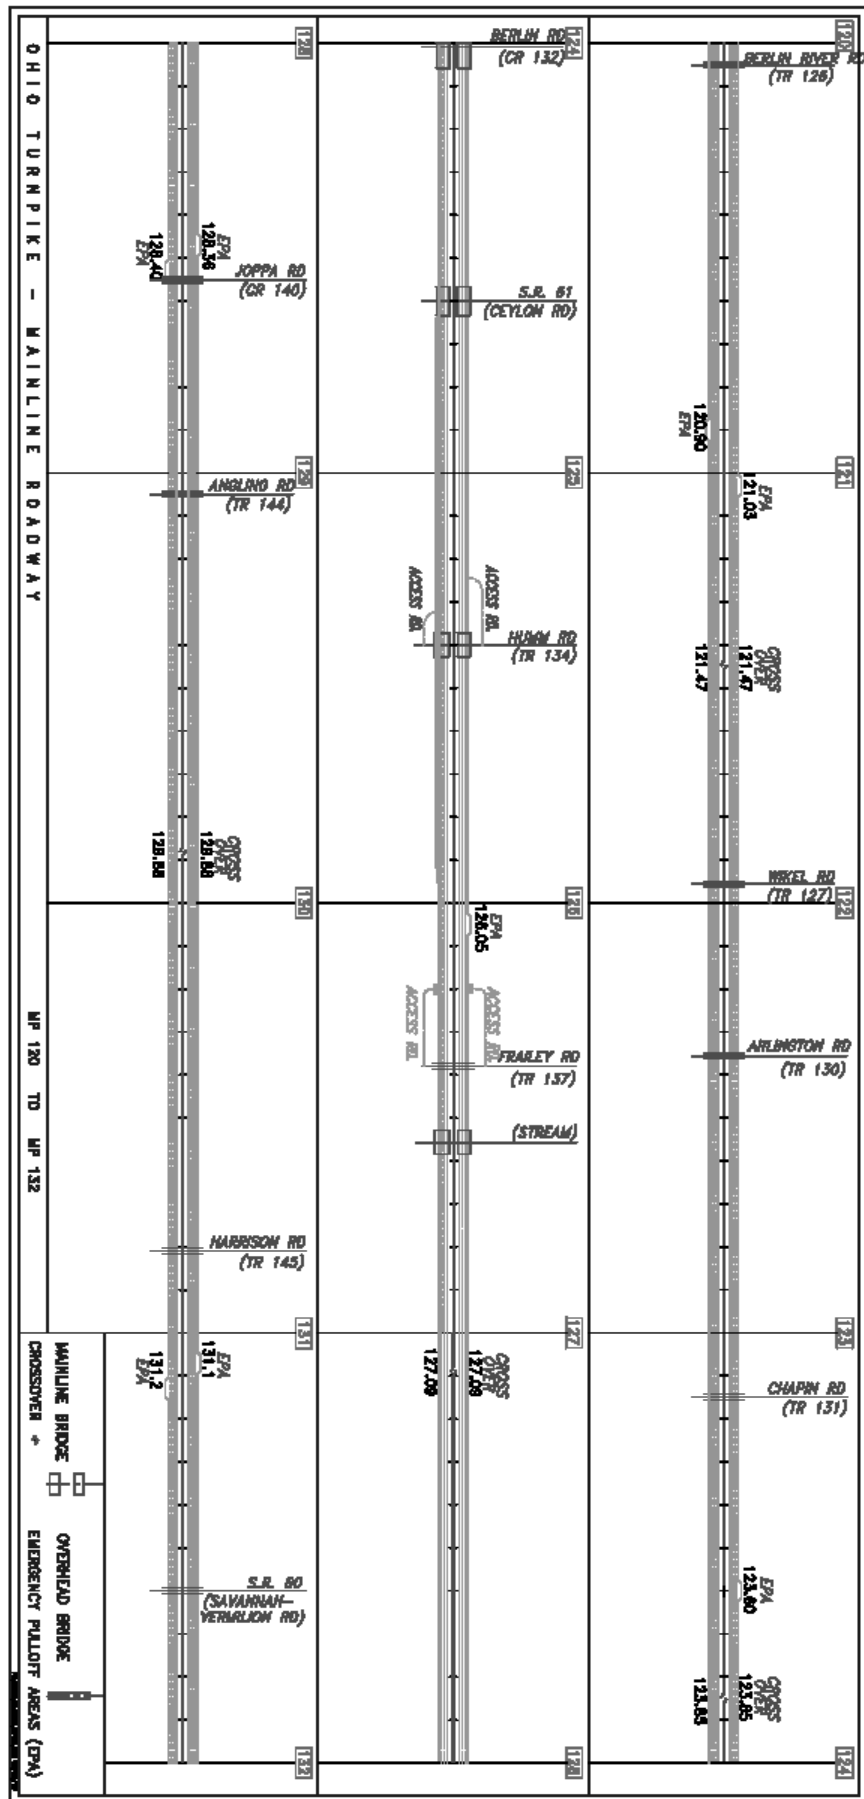 120
BERLIN RIVER RD
(TR 126)
120.90
EPA
121
EPA
121.03
CROSS
OVER
121.47
121.47
WIKEL RD
(TR 127)
122
ARLINGTON RD
(TR 130)
123
CHAPIN RD
(TR 131)
EPA
123.60
CROSS
OVER
123.85
123.85
124
124
BERLIN RD
(CR 132)
S.R. 61
(CEYLON RD)
125
ACCESS RD.
ACCESS RD.
HUMM RD
(TR 134)
126
EPA
126.05
ACCESS RD.
ACCESS RD.
FRAILEY RD
(TR 137)
(STREAM)
127
CROSS
OVER
127.09
127.09
128
128
EPA
128.36
128.40
EPA
JOPPA RD
(CR 140)
129
ANGLING RD
(TR 144)
CROSS
OVER
129.88
129.88
130
HARRISON RD
(TR 145)
131
EPA
131.1
131.2
EPA
S.R. 60
(SAVANNAH-
VERMILION RD)
132
MAINLINE BRIDGE
OVERHEAD BRIDGE
CROSSOVER
EMERGENCY PULLOFF AREAS (EPA)
OHIO TURNPIKE - MAINLINE ROADWAY
MP 120 TO MP 132